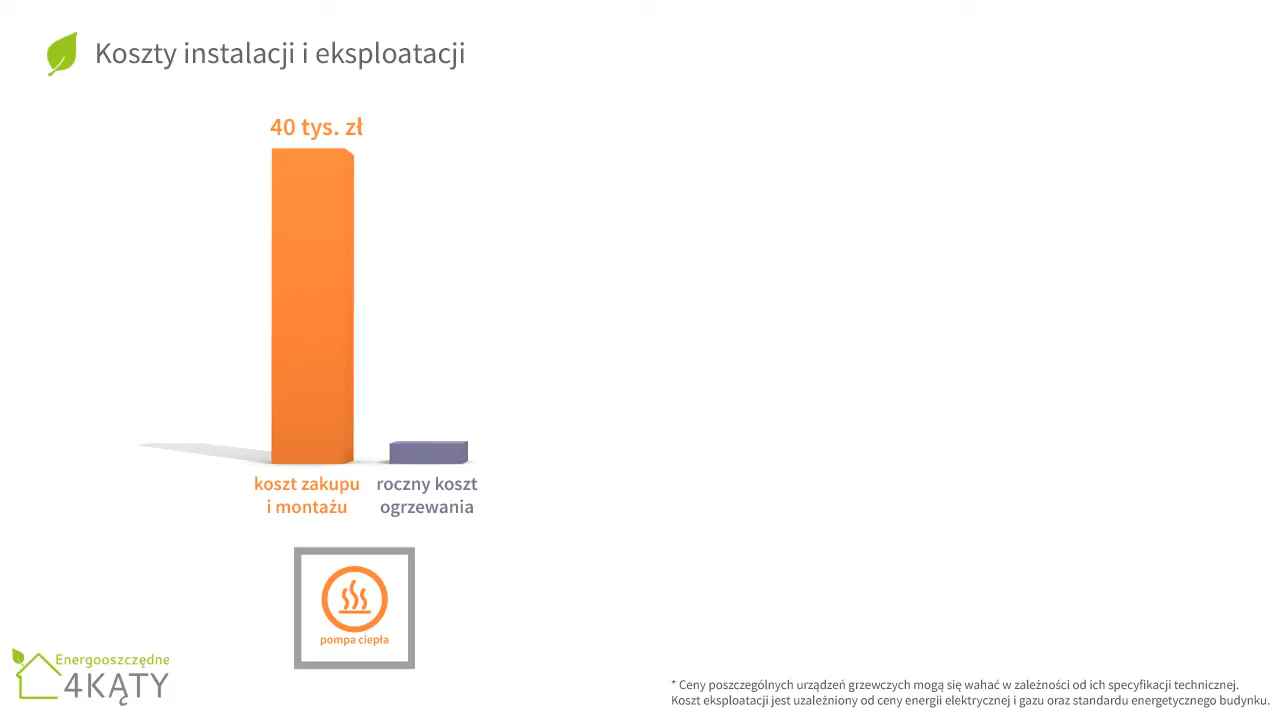 Koszty instalacji i eksploatacji
40 tys. zł
koszt zakupu
i montażu
roczny koszt
ogrzewania
pompa ciepła
Energooszczędne
4KĄTY
* Ceny poszczególnych urządzeń grzewczych mogą się wahać w zależności od ich specyfikacji technicznej.
Koszt eksploatacji jest uzależniony od ceny energii elektrycznej i gazu oraz standardu energetycznego budynku.